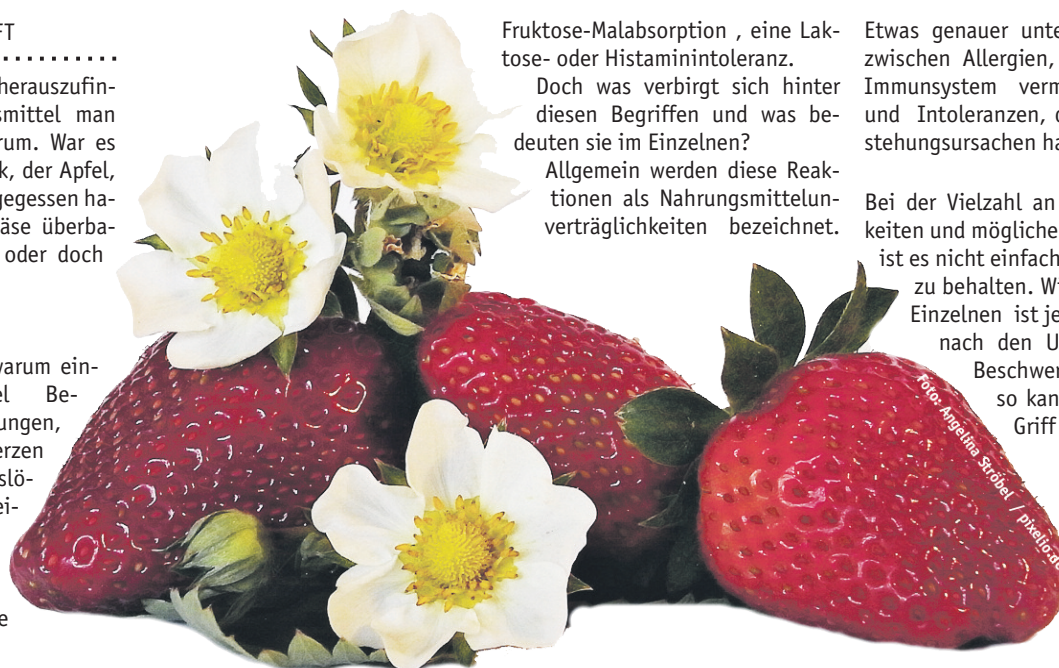 FT
herauszufin-
smittel man
rum. War es
k, der Apfel,
gegessen ha-
äse überba-
oder doch
warum ein-
el Be-
ungen,
erzen
slö-
ei-
e
Fruktose-Malabsorption , eine Lak-
tose- oder Histaminintoleranz.
Doch was verbirgt sich hinter
diesen Begriffen und was be-
deuten sie im Einzelnen?
Allgemein werden diese Reak-
tionen als Nahrungsmittelun-
verträglichkeiten bezeichnet.
Etwas genauer unte
zwischen Allergien,
Immunsystem verm
und Intoleranzen, d
stehungsursachen ha
Bei der Vielzahl an
keiten und mögliche
ist es nicht einfach
zu behalten. Wi
Einzelnen ist je
nach den U
Beschwer
so kan
Griff
Foto: Angelina Ströbel / pixelio.de